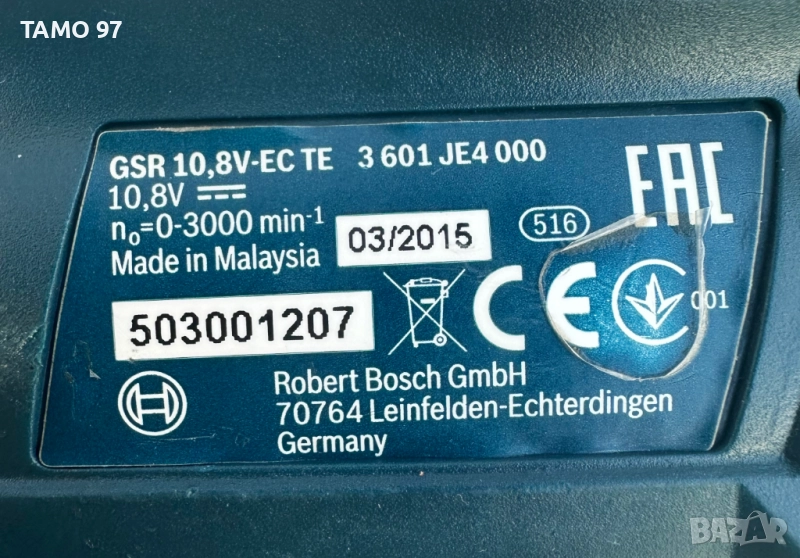 TAMO 97
GSR 10,8V-EC TE 3 601 JE4 000
10,8V
n₀=0-3000 min⁻¹
03/2015
516
EAC
Made in Malaysia
503001207
CE
001
Robert Bosch GmbH
70764 Leinfelden-Echterdingen
Germany
BAZAR